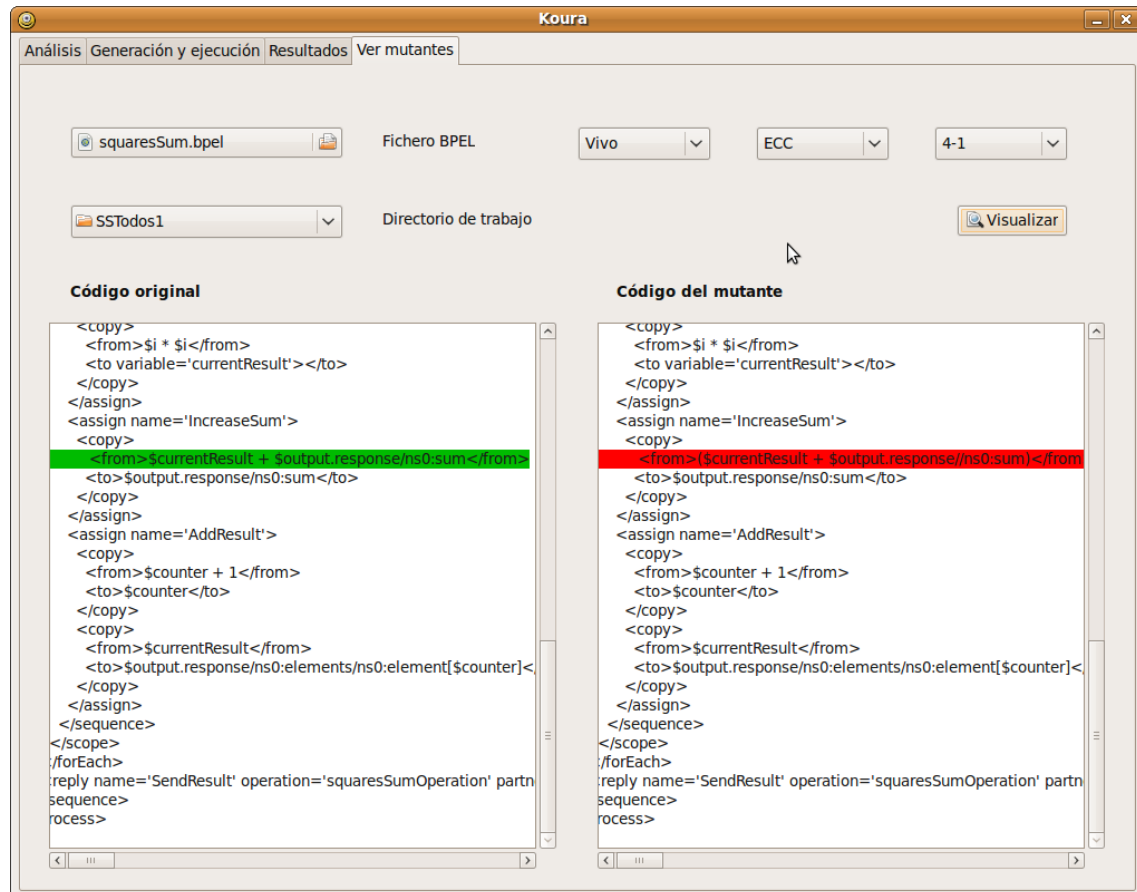 Koura
Análisis Generación y ejecución Resultados Ver mutantes
squaresSum.bpel Fichero BPEL Vivo ECC 4-1
SSTodos1 Directorio de trabajo Visualizar
Código original
<copy>
<from>$i * $i</from>
<to variable='currentResult'></to>
</copy>
</assign>
<assign name='IncreaseSum'>
<copy>
<from>$currentResult + $output.response/ns0:sum</from>
<to>$output.response/ns0:sum</to>
</copy>
</assign>
<assign name='AddResult'>
<copy>
<from>$counter + 1</from>
<to>$counter</to>
</copy>
<copy>
<from>$currentResult</from>
<to>$output.response/ns0:elements/ns0:element[$counter]<,
</copy>
</assign>
</sequence>
</scope>
/forEach>
reply name='SendResult' operation='squaresSumOperation' partn
sequence>
rocess>
Código del mutante
<copy>
<from>$i * $i</from>
<to variable='currentResult'></to>
</copy>
</assign>
<assign name='IncreaseSum'>
<copy>
<from>($currentResult + $output.response//ns0:sum)</from
<to>$output.response/ns0:sum</to>
</copy>
</assign>
<assign name='AddResult'>
<copy>
<from>$counter + 1</from>
<to>$counter</to>
</copy>
<copy>
<from>$currentResult</from>
<to>$output.response/ns0:elements/ns0:element[$counter]<,
</copy>
</assign>
</sequence>
</scope>
/forEach>
reply name='SendResult' operation='squaresSumOperation' partn
sequence>
rocess>